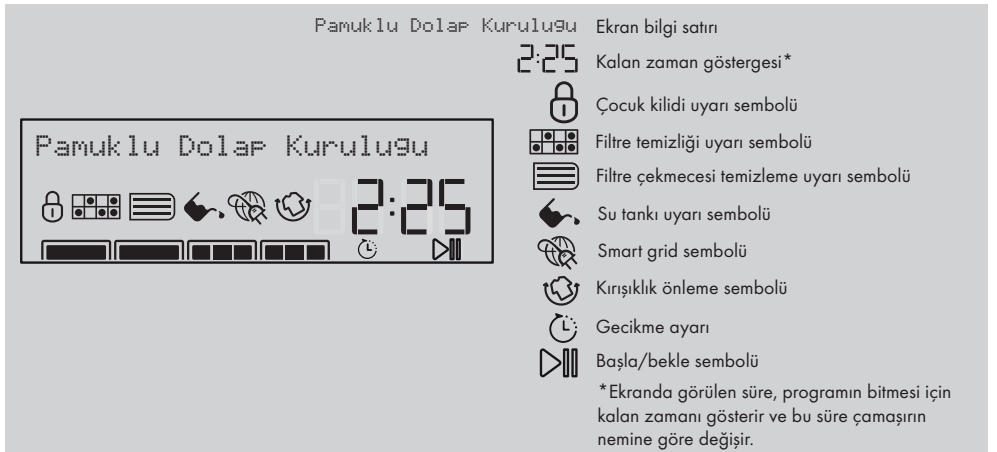 Pamuklu Dolap Kurulugu Ekran bilgi satırı
2:25 Kalan zaman göstergesi*
Çocuk kilidi uyarı sembolü
Filtre temizliği uyarı sembolü
Filtre çekmecesi temizleme uyarı sembolü
Su tankı uyarı sembolü
Smart grid sembolü
Kırışıklık önleme sembolü
Gecikme ayarı
Başla/bekle sembolü
*Ekranda görülen süre, programın bitmesi için
kalan zamanı gösterir ve bu süre çamaşırın
nemine göre değişir.
Pamuklu Dolap Kurulugu
2:25